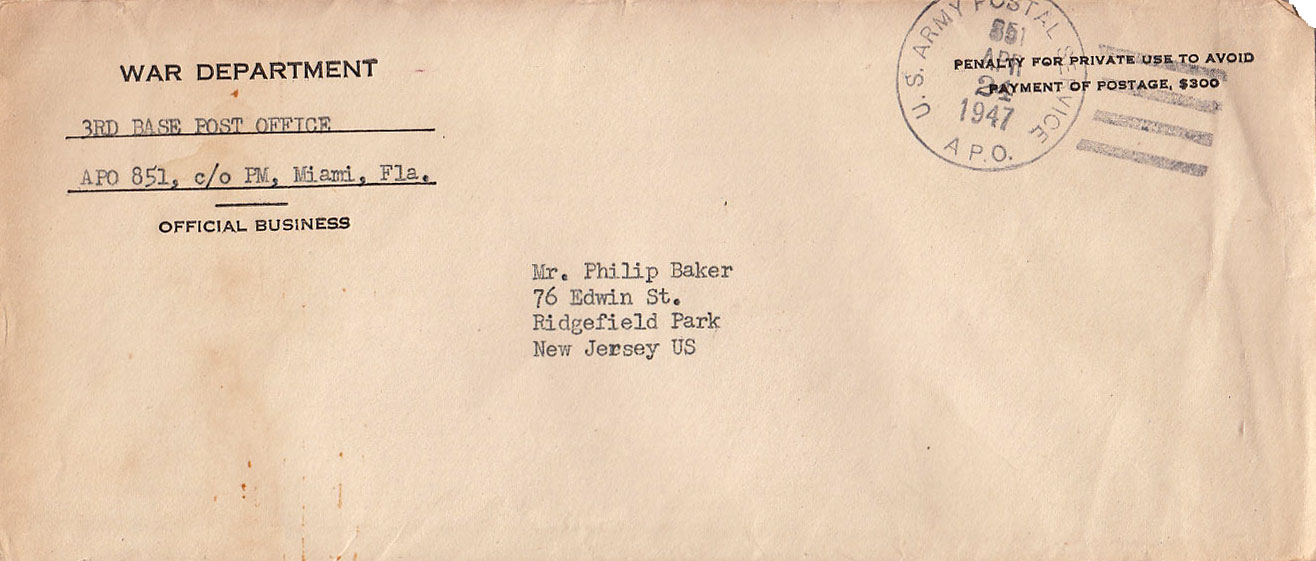 WAR DEPARTMENT
3RD BASE POST OFFICE
APO 851, c/o PM, Miami, Fla.
OFFICIAL BUSINESS
U.S. ARMY POSTAL SERVICE
851
APR
24
1947
A.P.O.
PENALTY FOR PRIVATE USE TO AVOID
PAYMENT OF POSTAGE, $300
Mr. Philip Baker
76 Edwin St.
Ridgefield Park
New Jersey US